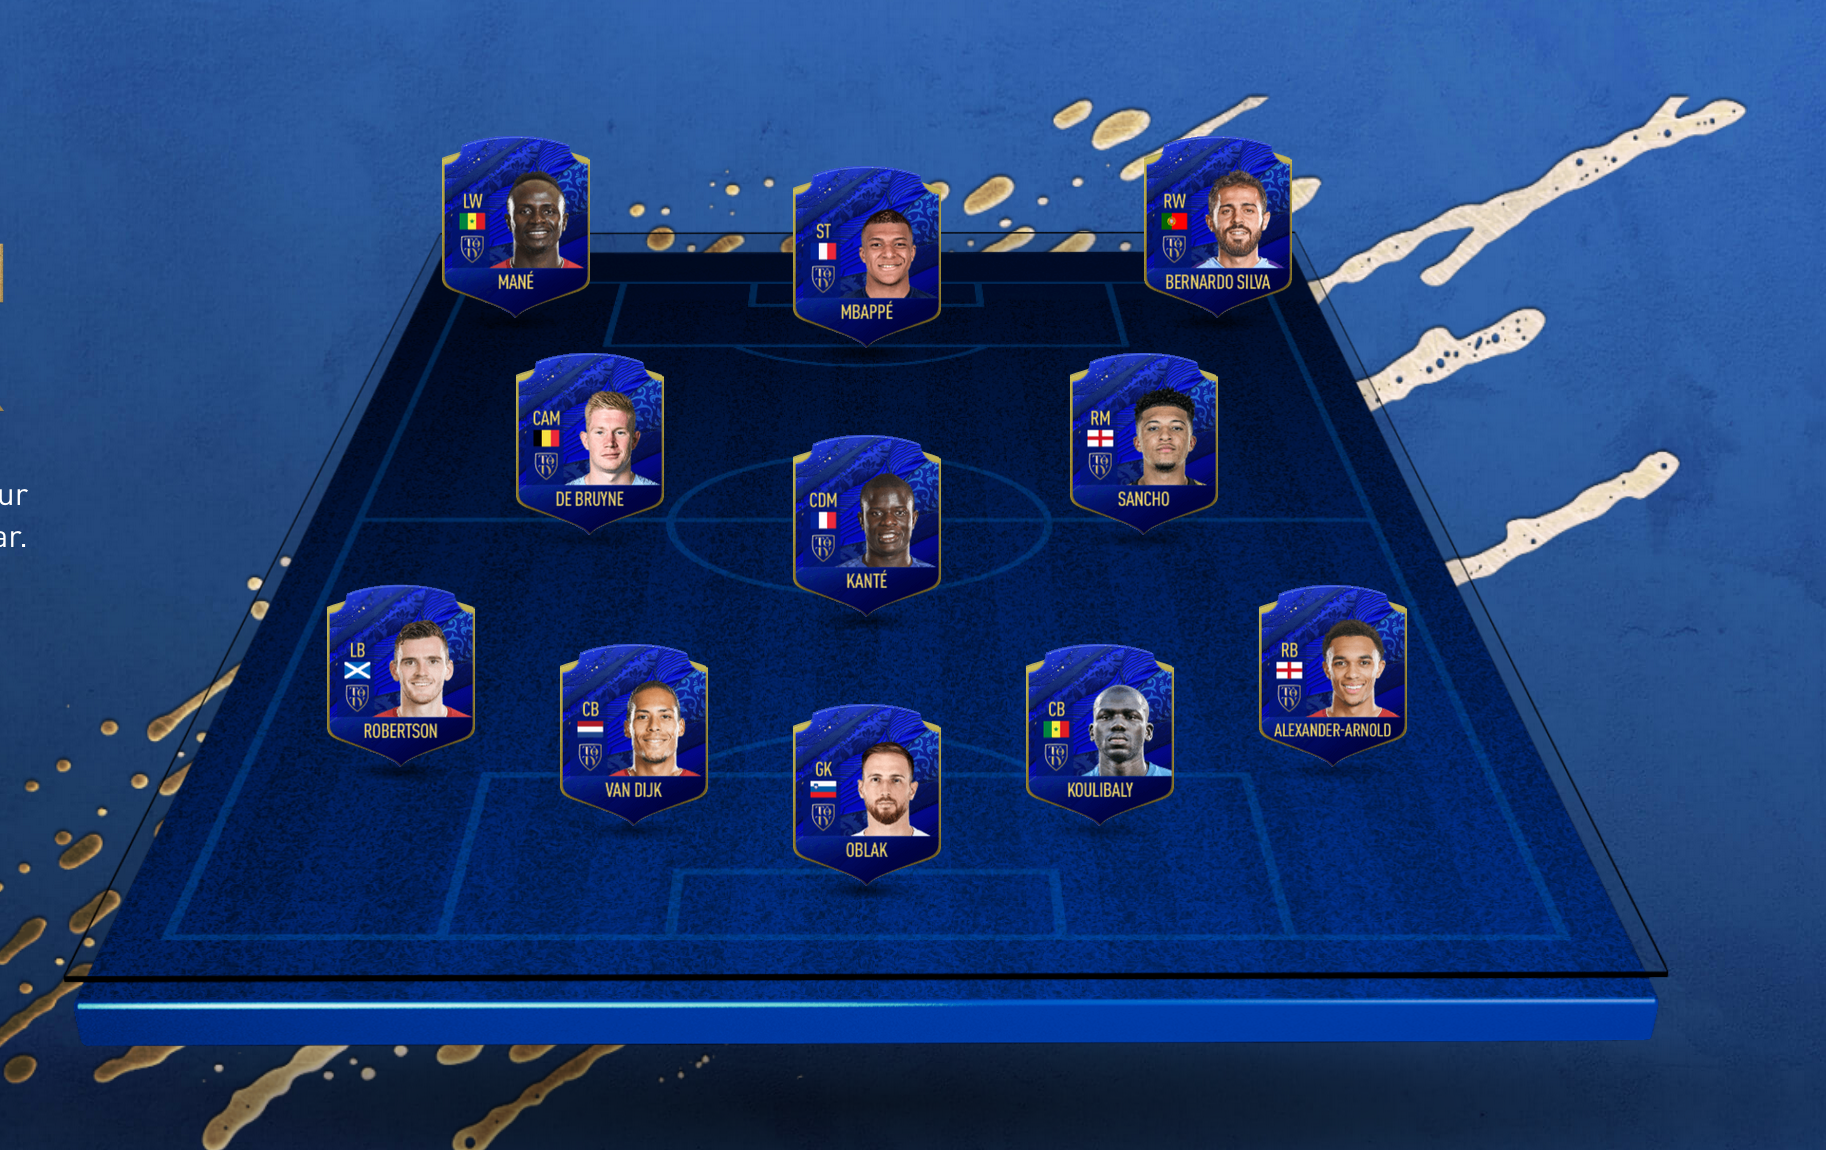 LW
MANÉ
ST
MBAPPÉ
RW
BERNARDO SILVA
CAM
DE BRUYNE
RM
SANCHO
CDM
KANTÉ
ur
ar.
LB
ROBERTSON
CB
VAN DIJK
GK
OBLAK
CB
KOULIBALY
RB
ALEXANDER-ARNOLD